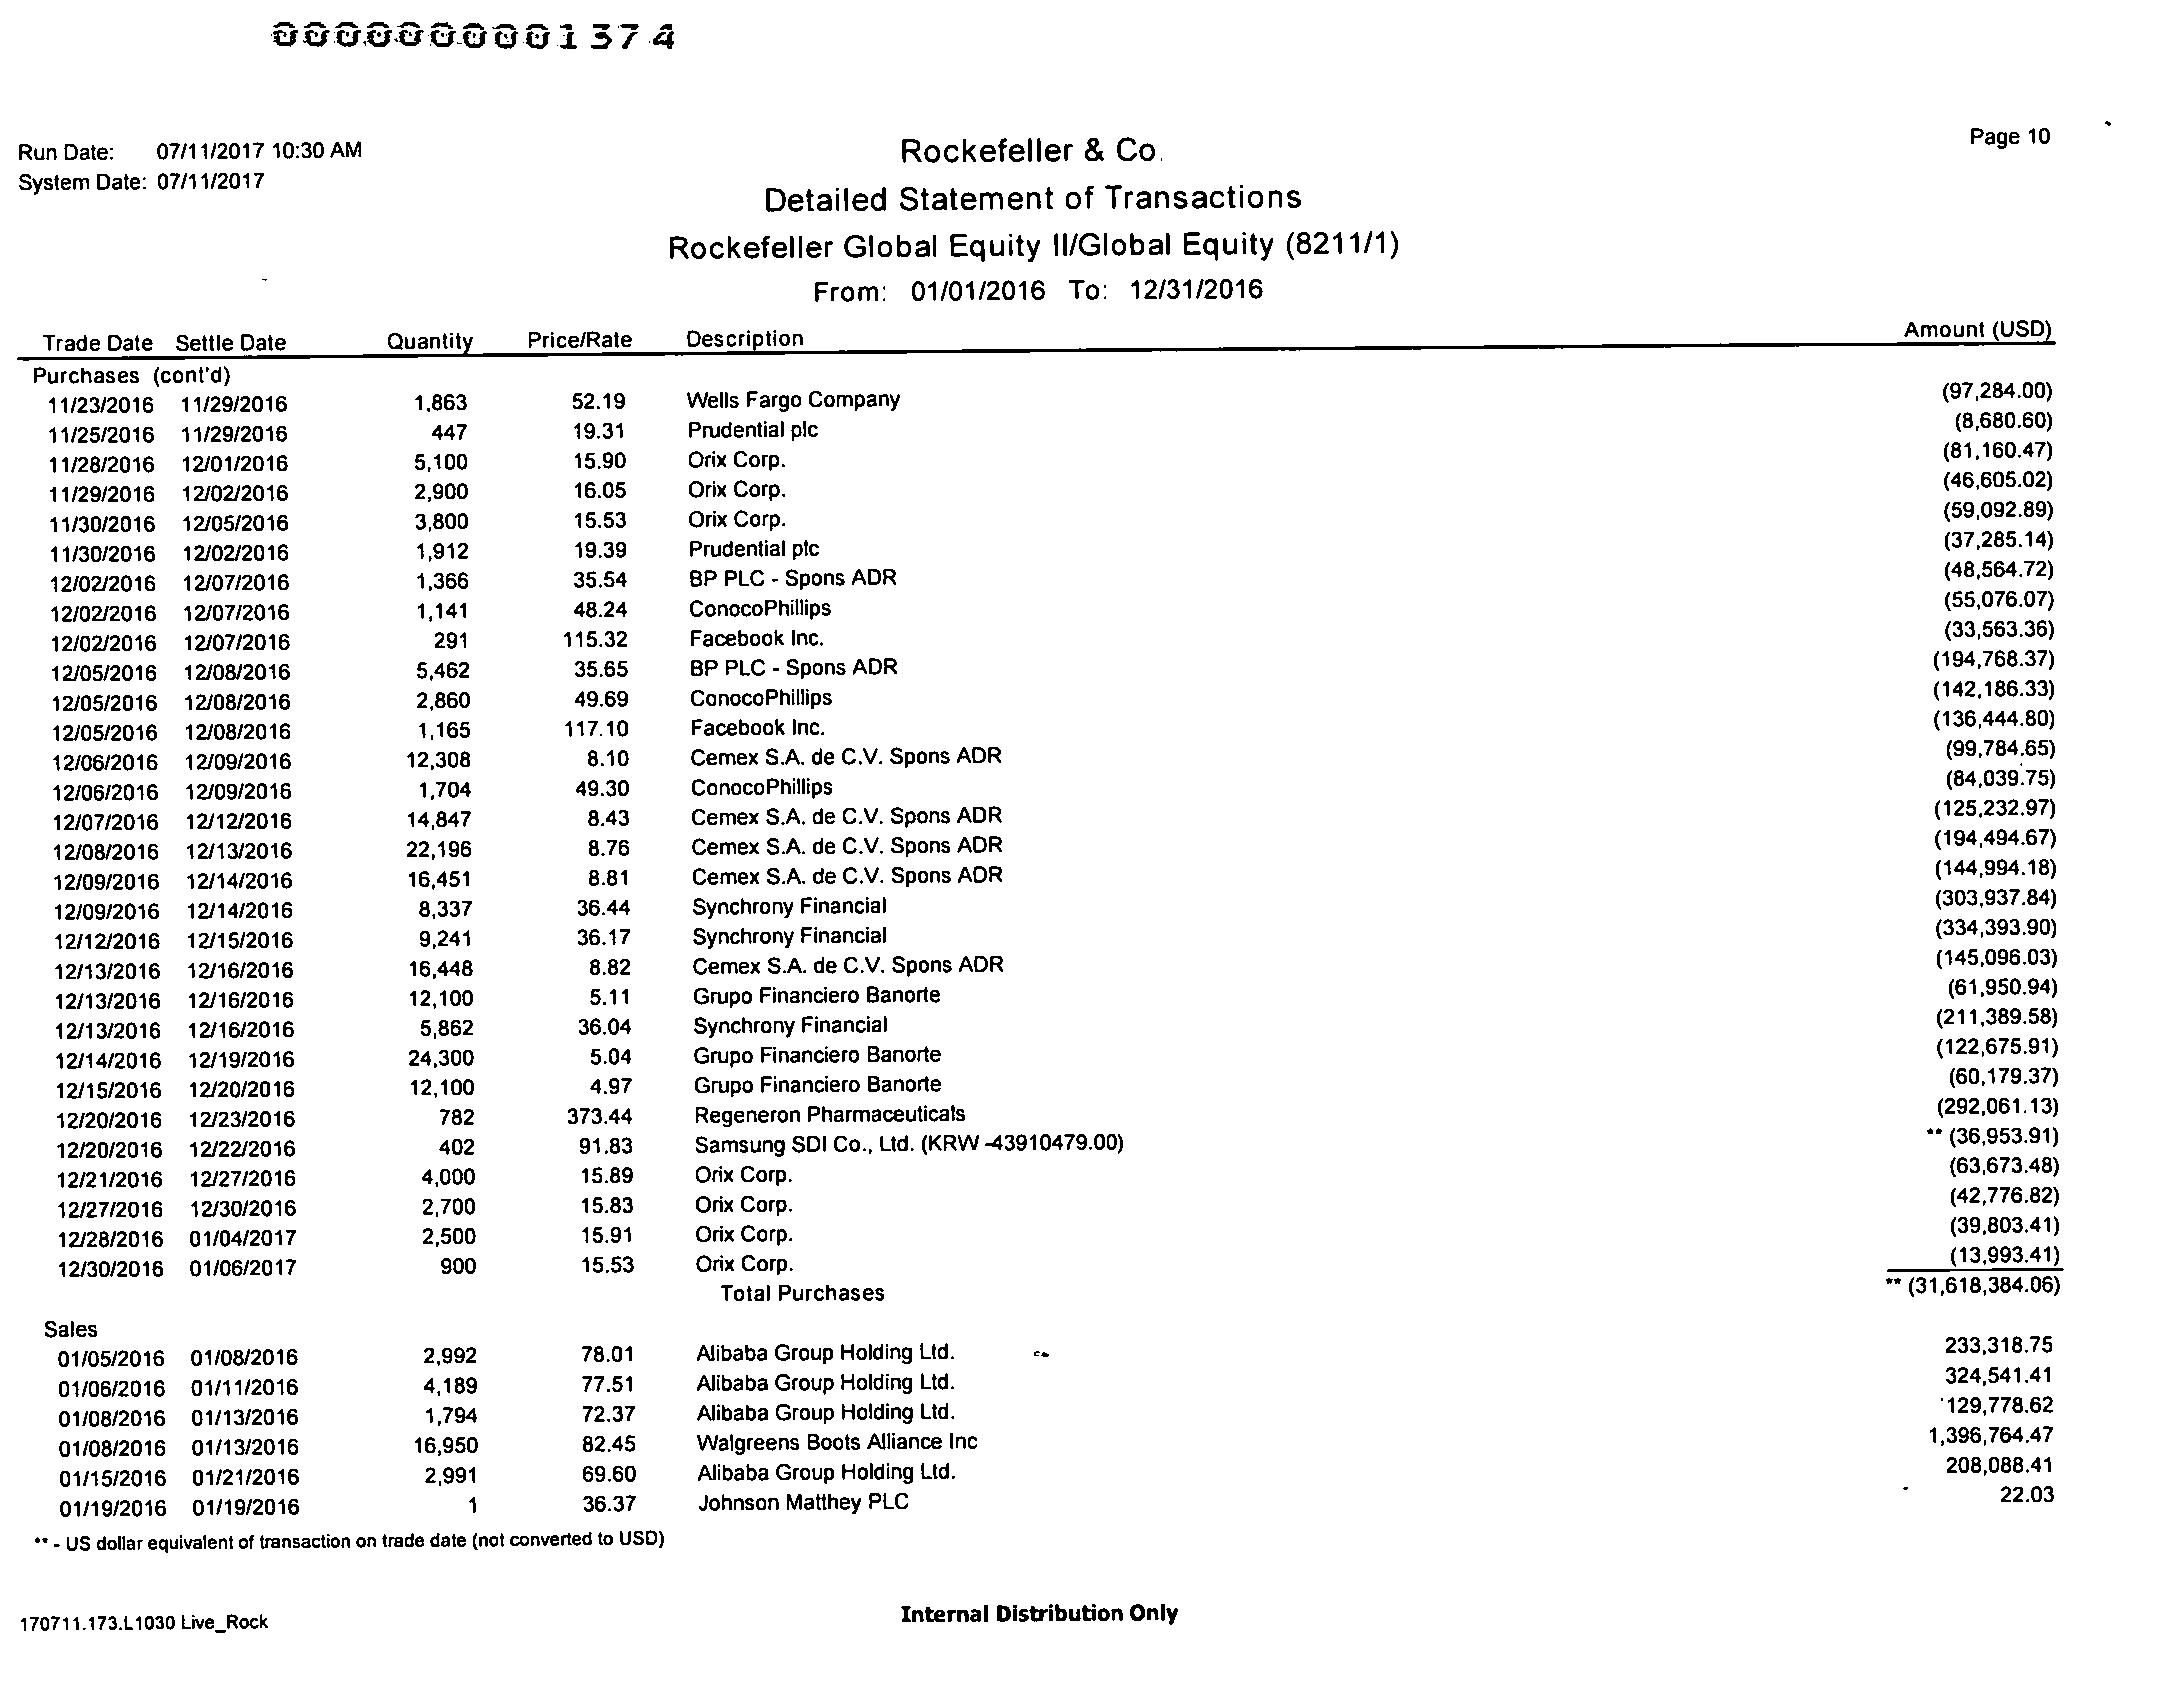 0000000001374
Page 10
Run Date: 07/11/2017 10:30 AM
Rockefeller & Co.
System Date: 07/11/2017
Detailed Statement of Transactions
Rockefeller Global Equity II/Global Equity (8211/1)
From: 01/01/2016 To: 12/31/2016
Trade Date Settle Date Quantity Price/Rate Description Amount (USD)
Purchases (cont'd)
11/23/2016 11/29/2016 1,863 52.19 Wells Fargo Company (97,284.00)
11/25/2016 11/29/2016 447 19.31 Prudential plc (8,680.60)
11/28/2016 12/01/2016 5,100 15.90 Orix Corp. (81,160.47)
11/29/2016 12/02/2016 2,900 16.05 Orix Corp. (46,605.02)
11/30/2016 12/05/2016 3,800 15.53 Orix Corp. (59,092.89)
11/30/2016 12/02/2016 1,912 19.39 Prudential plc (37,285.14)
12/02/2016 12/07/2016 1,366 35.54 BP PLC - Spons ADR (48,564.72)
12/02/2016 12/07/2016 1,141 48.24 ConocoPhillips (55,076.07)
12/02/2016 12/07/2016 291 115.32 Facebook Inc. (33,563.36)
12/05/2016 12/08/2016 5,462 35.65 BP PLC - Spons ADR (194,768.37)
12/05/2016 12/08/2016 2,860 49.69 ConocoPhillips (142,186.33)
12/05/2016 12/08/2016 1,165 117.10 Facebook Inc. (136,444.80)
12/06/2016 12/09/2016 12,308 8.10 Cemex S.A. de C.V. Spons ADR (99,784.65)
12/06/2016 12/09/2016 1,704 49.30 ConocoPhillips (84,039.75)
12/07/2016 12/12/2016 14,847 8.43 Cemex S.A. de C.V. Spons ADR (125,232.97)
12/08/2016 12/13/2016 22,196 8.76 Cemex S.A. de C.V. Spons ADR (194,494.67)
12/09/2016 12/14/2016 16,451 8.81 Cemex S.A. de C.V. Spons ADR (144,994.18)
12/09/2016 12/14/2016 8,337 36.44 Synchrony Financial (303,937.84)
12/12/2016 12/15/2016 9,241 36.17 Synchrony Financial (334,393.90)
12/13/2016 12/16/2016 16,448 8.82 Cemex S.A. de C.V. Spons ADR (145,096.03)
12/13/2016 12/16/2016 12,100 5.11 Grupo Financiero Banorte (61,950.94)
12/13/2016 12/16/2016 5,862 36.04 Synchrony Financial (211,389.58)
12/14/2016 12/19/2016 24,300 5.04 Grupo Financiero Banorte (122,675.91)
12/15/2016 12/20/2016 12,100 4.97 Grupo Financiero Banorte (60,179.37)
12/20/2016 12/23/2016 782 373.44 Regeneron Pharmaceuticals (292,061.13)
12/20/2016 12/22/2016 402 91.83 Samsung SDI Co., Ltd. (KRW -43910479.00) ** (36,953.91)
12/21/2016 12/27/2016 4,000 15.89 Orix Corp. (63,673.48)
12/27/2016 12/30/2016 2,700 15.83 Orix Corp. (42,776.82)
12/28/2016 01/04/2017 2,500 15.91 Orix Corp. (39,803.41)
12/30/2016 01/06/2017 900 15.53 Orix Corp. (13,993.41)
Total Purchases ** (31,618,384.06)
Sales
01/05/2016 01/08/2016 2,992 78.01 Alibaba Group Holding Ltd. 233,318.75
01/06/2016 01/11/2016 4,189 77.51 Alibaba Group Holding Ltd. 324,541.41
01/08/2016 01/13/2016 1,794 72.37 Alibaba Group Holding Ltd. 129,778.62
01/08/2016 01/13/2016 16,950 82.45 Walgreens Boots Alliance Inc 1,396,764.47
01/15/2016 01/21/2016 2,991 69.60 Alibaba Group Holding Ltd. 208,088.41
01/19/2016 01/19/2016 1 36.37 Johnson Matthey PLC 22.03
** - US dollar equivalent of transaction on trade date (not converted to USD)
170711.173.L1030 Live_Rock
Internal Distribution Only